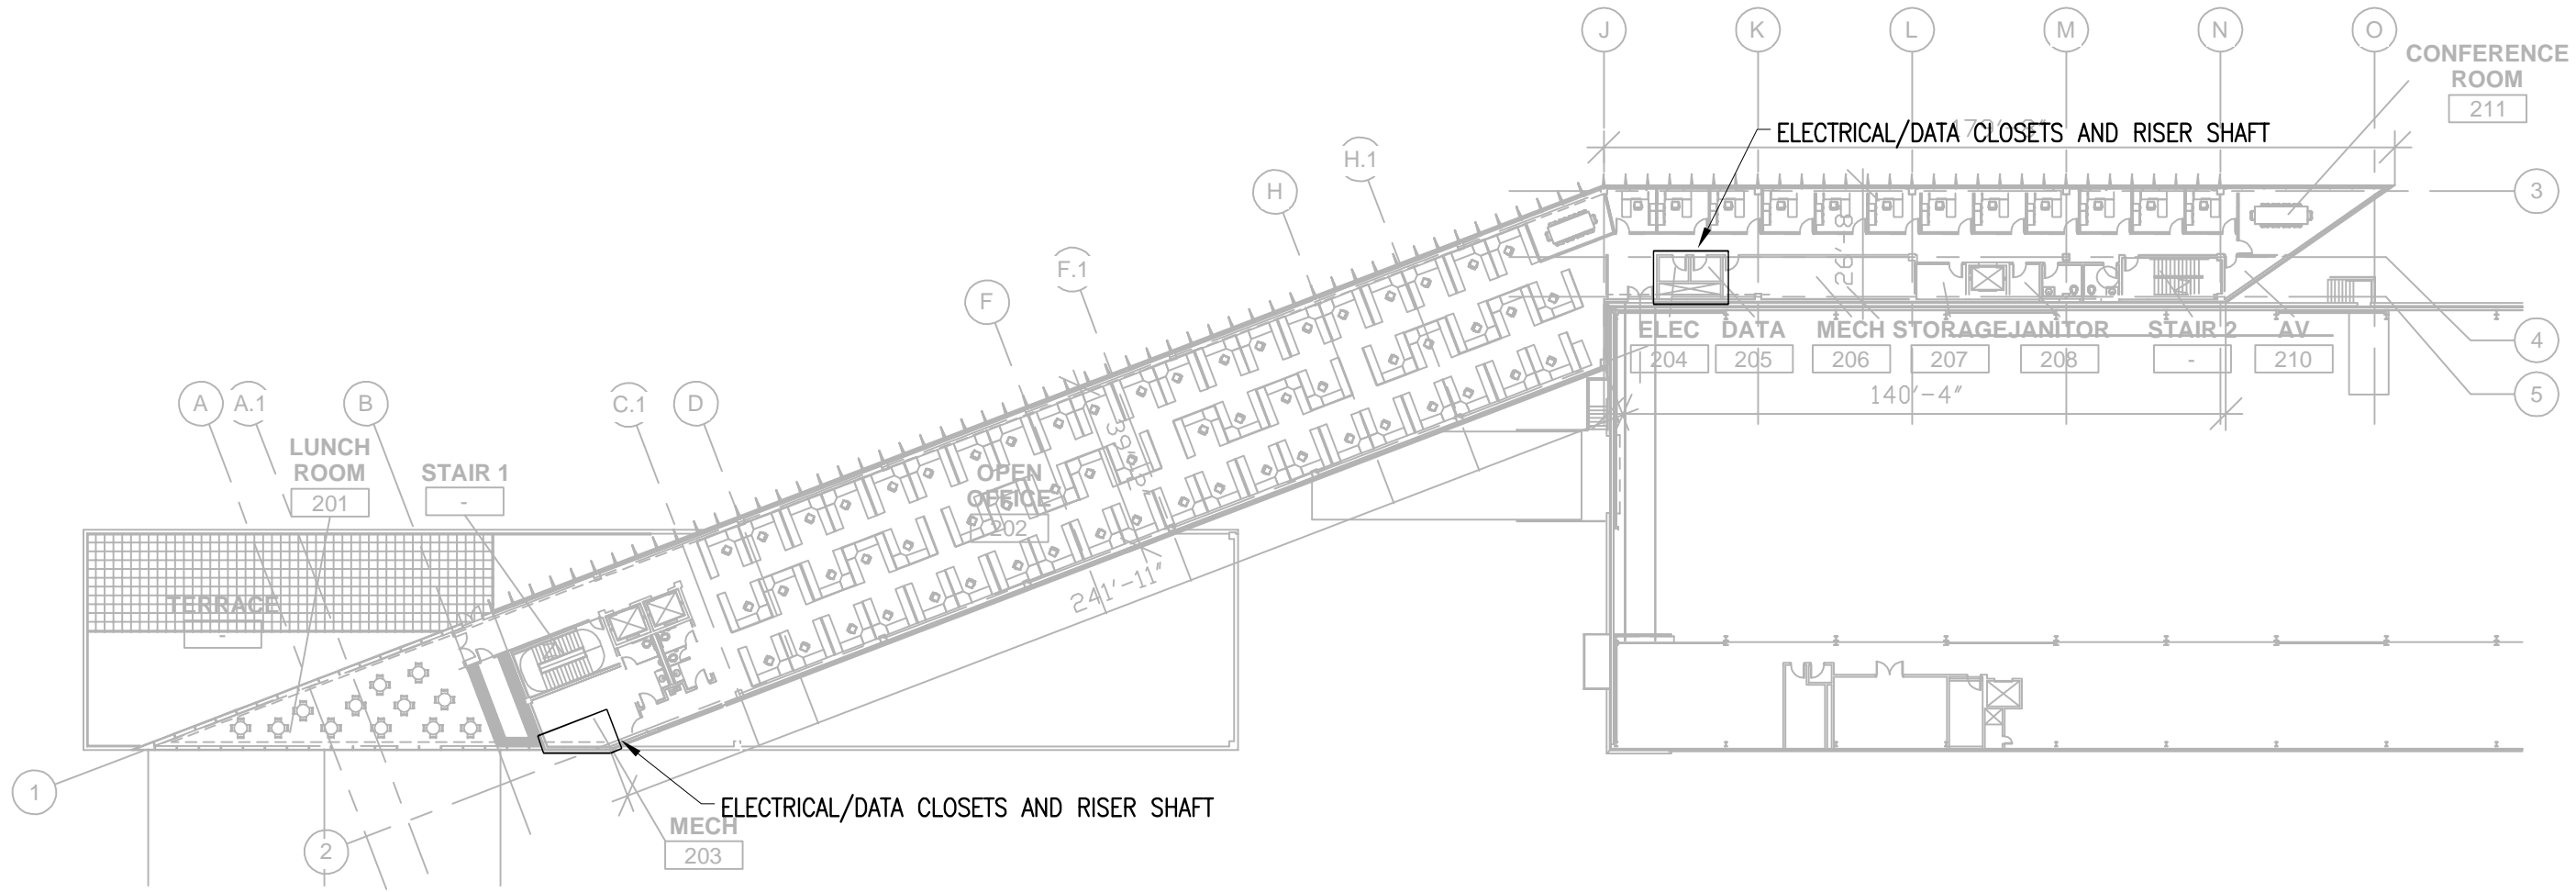 J
K
L
M
N
O
CONFERENCE
ROOM
211
ELECTRICAL/DATA CLOSETS AND RISER SHAFT
H.1
H
3
26'-8"
F.1
F
ELEC
204
DATA
205
MECH
206
STORAGE
207
JANITOR
208
STAIR 2
-
AV
210
4
5
140'-4"
A
A.1
B
C.1
D
LUNCH
ROOM
201
STAIR 1
-
OPEN
OFFICE
202
241'-11"
TERRACE
-
1
2
ELECTRICAL/DATA CLOSETS AND RISER SHAFT
MECH
203